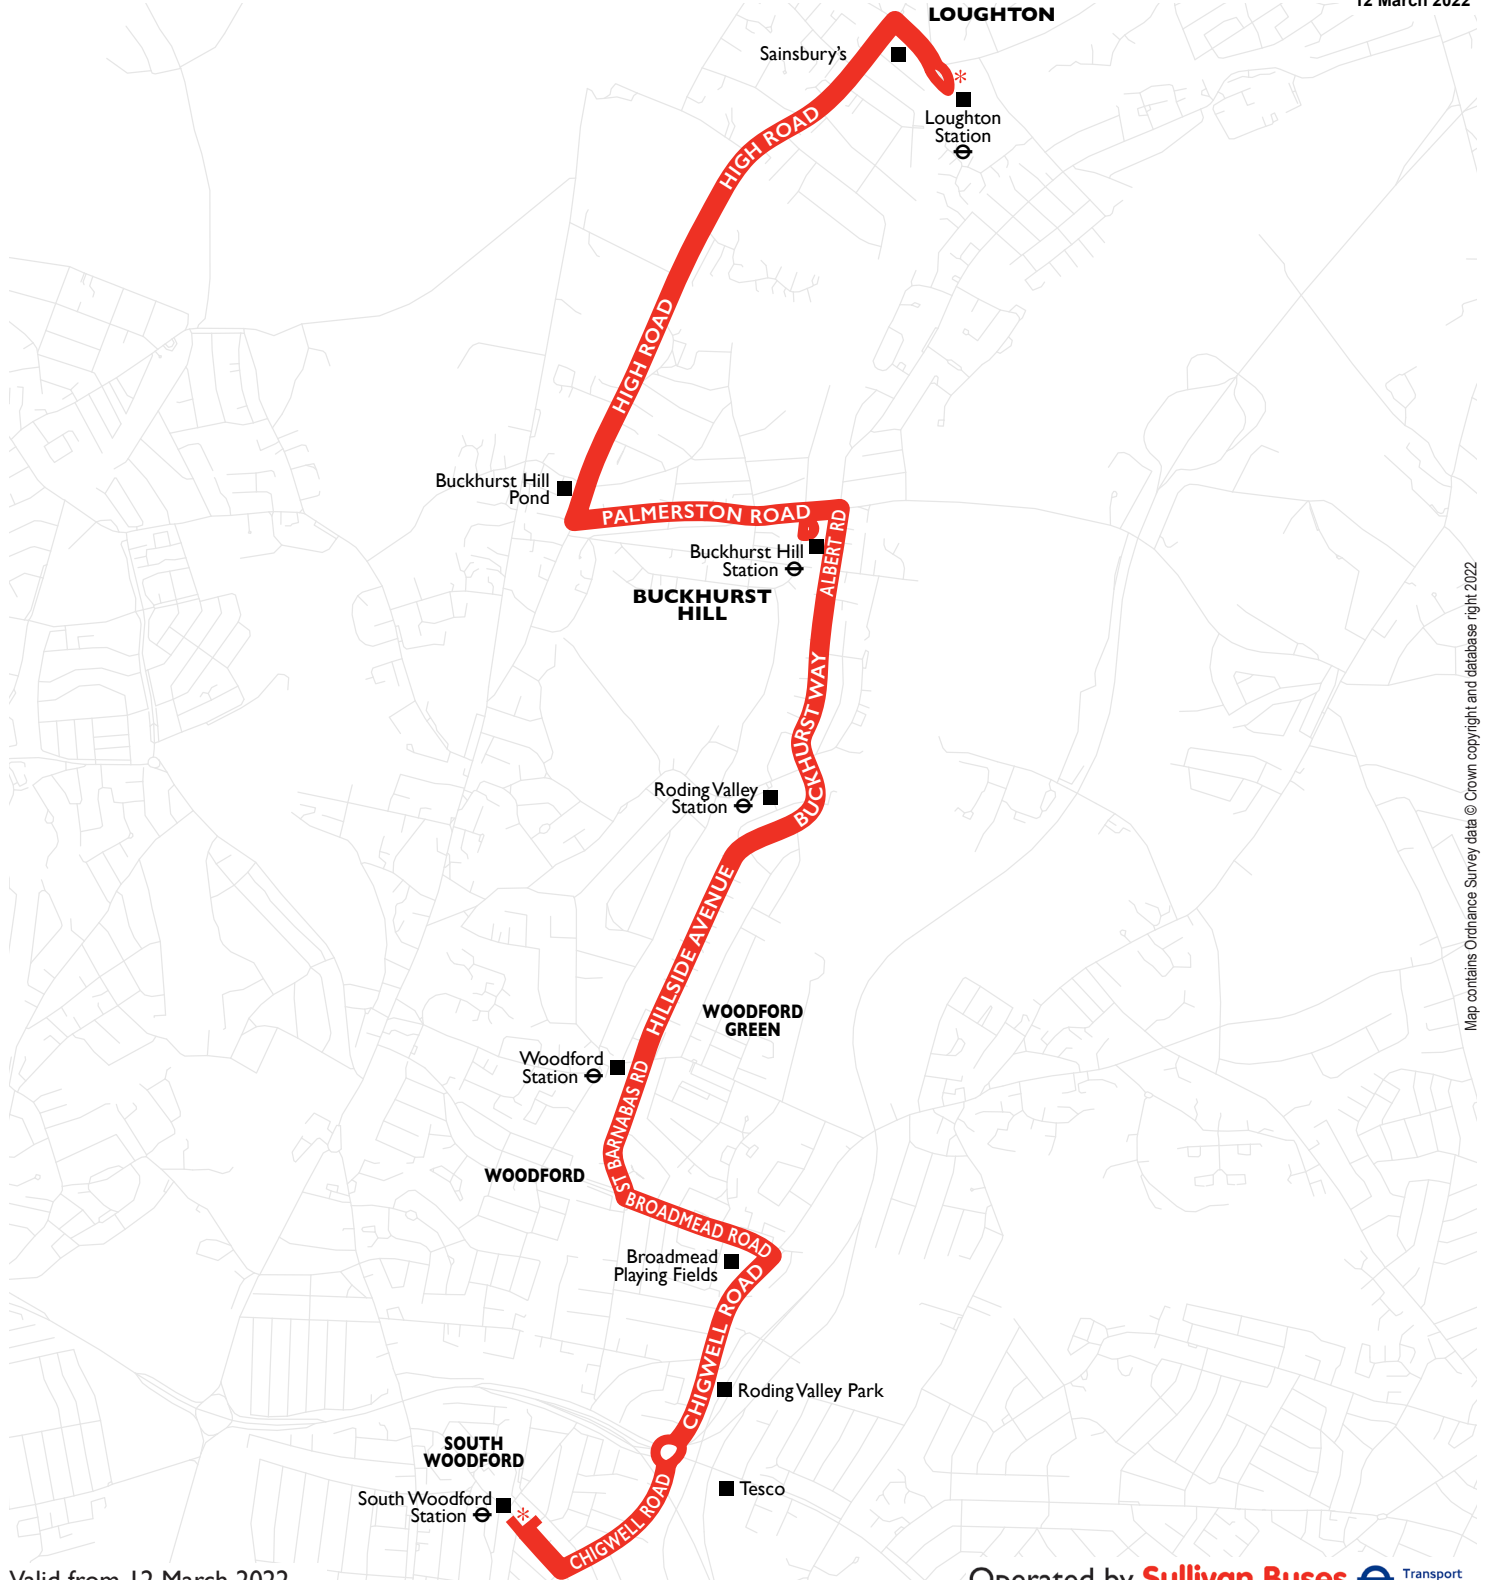 12 March 2022
LOUGHTON
Sainsbury's
Loughton
Station
HIGH ROAD
HIGH ROAD
Buckhurst Hill
Pond
PALMERSTON ROAD
ALBERT RD
Buckhurst Hill
Station
BUCKHURST
HILL
BUCKHURST WAY
Roding Valley
Station
HILLSIDE AVENUE
WOODFORD
GREEN
Woodford
Station
ST BARNABAS RD
WOODFORD
BROADMEAD ROAD
Broadmead
Playing Fields
CHIGWELL ROAD
Roding Valley Park
SOUTH
WOODFORD
Tesco
South Woodford
Station
CHIGWELL ROAD
Map contains Ordnance Survey data © Crown copyright and database right 2022
Valid from 12 March 2022
Operated by Sullivan Buses
Transport